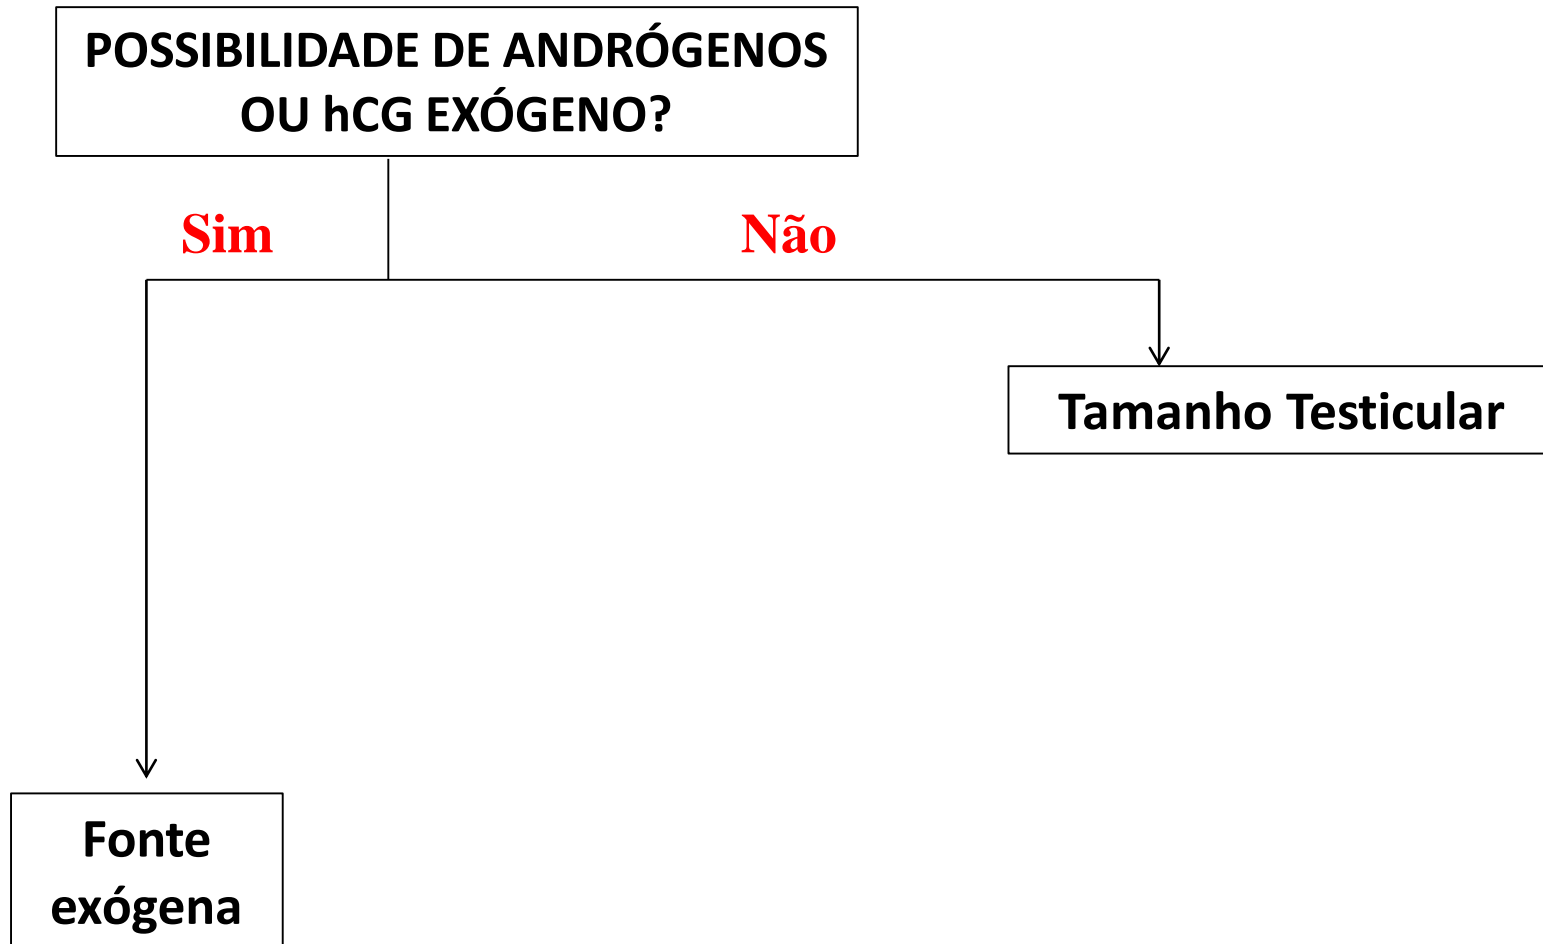 POSSIBILIDADE DE ANDRÓGENOS
OU hCG EXÓGENO?
Sim
Não
Tamanho Testicular
Fonte
exógena